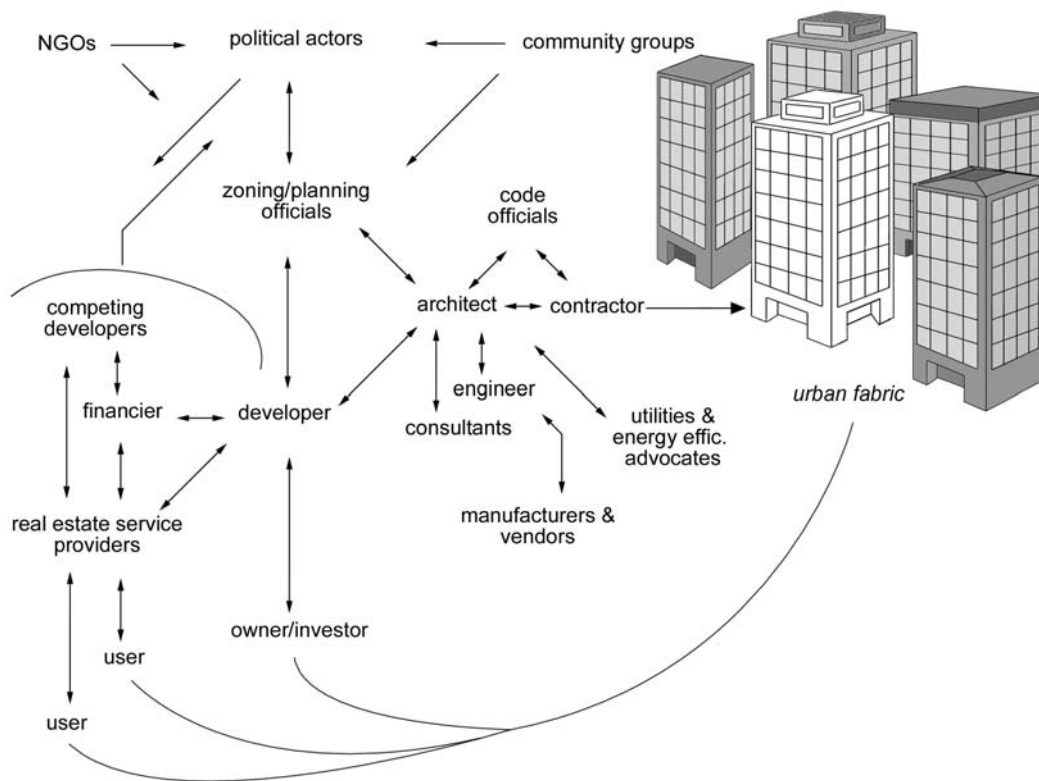 NGOs
political actors
community groups
zoning/planning
officials
code
officials
competing
developers
architect
contractor
financier
developer
engineer
consultants
urban fabric
utilities &
energy effic.
advocates
real estate service
providers
manufacturers &
vendors
owner/investor
user
user